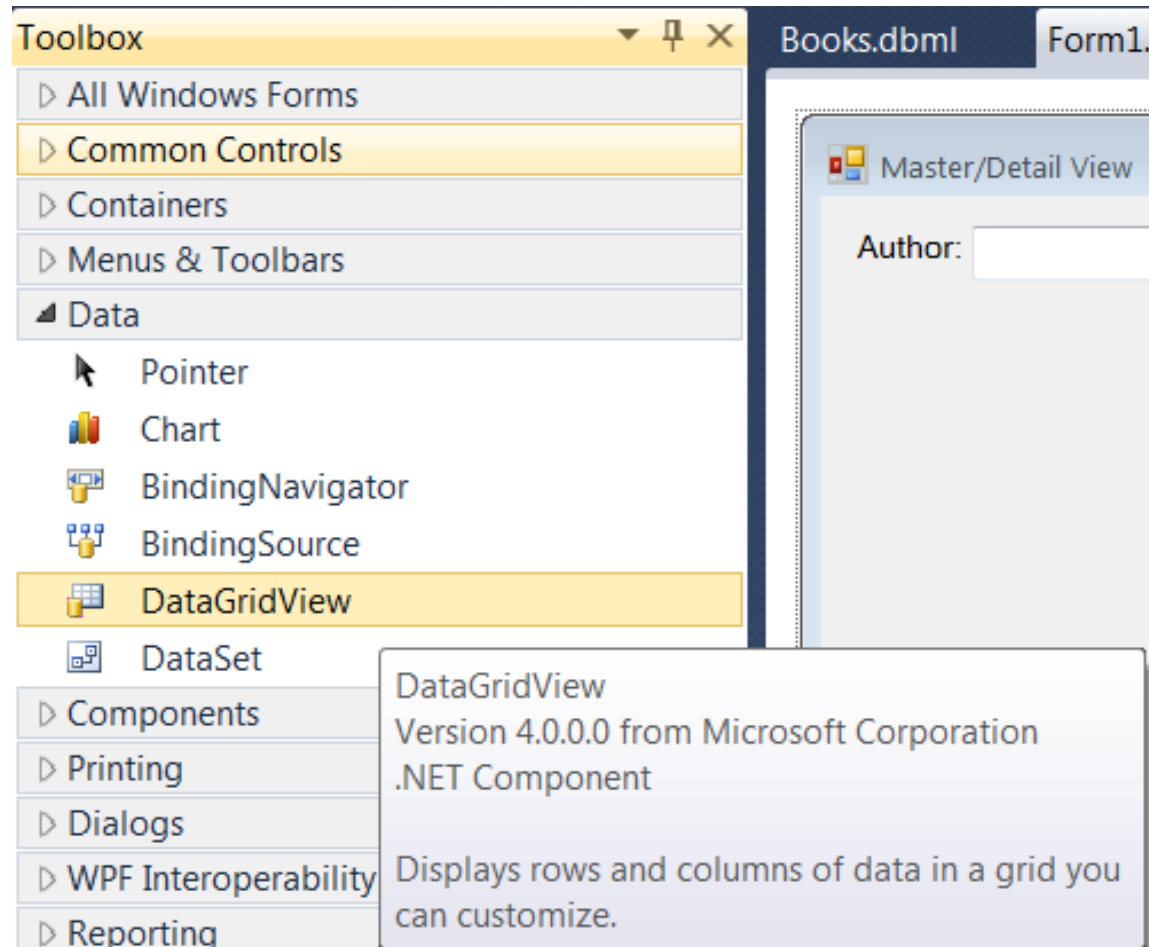 Toolbox
All Windows Forms
Common Controls
Containers
Menus & Toolbars
Data
Pointer
Chart
BindingNavigator
BindingSource
DataGridView
DataSet
Components
Printing
Dialogs
WPF Interoperability
Reporting
Books.dbml
Form1.
Master/Detail View
Author:
DataGridView
Version 4.0.0.0 from Microsoft Corporation
.NET Component
Displays rows and columns of data in a grid you
can customize.